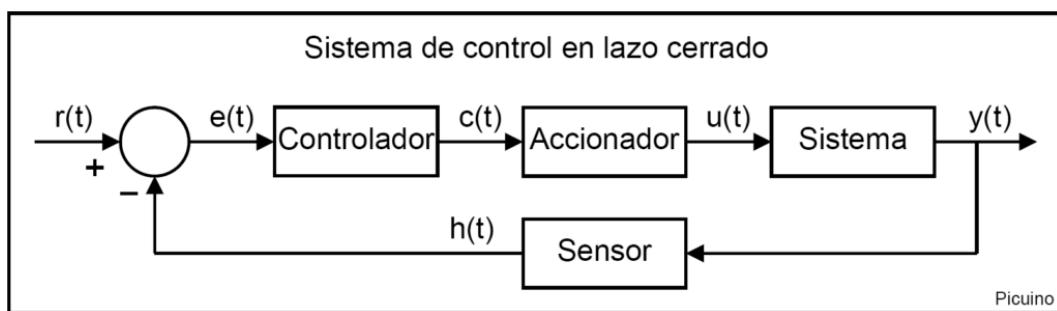 Sistema de control en lazo cerrado
r(t) e(t) Controlador c(t) Accionador u(t) Sistema y(t)
+
−
h(t) Sensor
Picuino